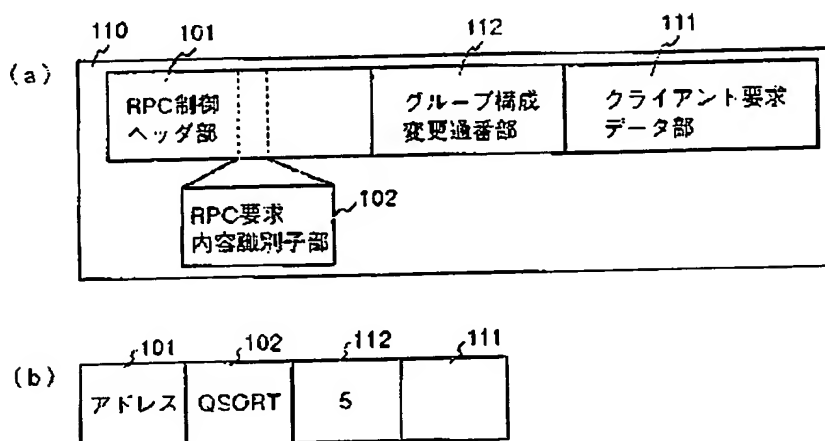 110
101
112
111
(a)
RPC制御
ヘッダ部
グループ構成
変更通番部
クライアント要求
データ部
102
RPC要求
内容識別子部
101
102
112
111
(b)
アドレス
QSORT
5